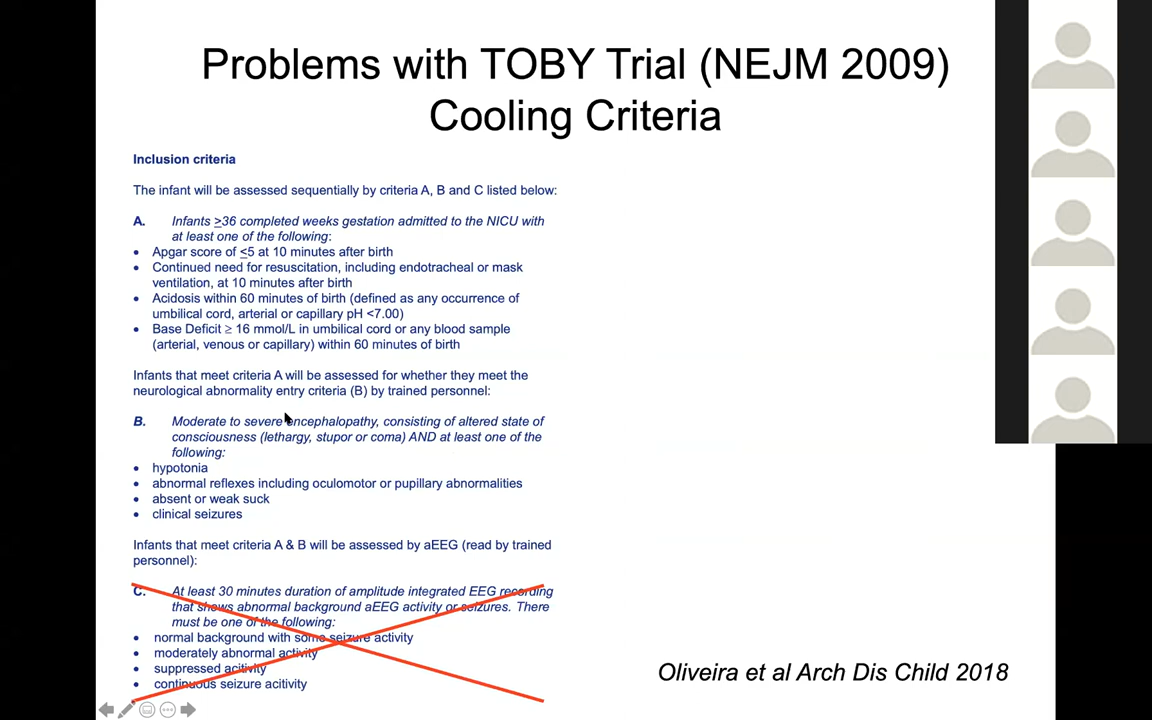 Problems with TOBY Trial (NEJM 2009)
Cooling Criteria
Inclusion criteria
The infant will be assessed sequentially by criteria A, B and C listed below:
A. Infants ≥36 completed weeks gestation admitted to the NICU with
at least one of the following:
• Apgar score of ≤5 at 10 minutes after birth
• Continued need for resuscitation, including endotracheal or mask
ventilation, at 10 minutes after birth
• Acidosis within 60 minutes of birth (defined as any occurrence of
umbilical cord, arterial or capillary pH <7.00)
• Base Deficit ≥ 16 mmol/L in umbilical cord or any blood sample
(arterial, venous or capillary) within 60 minutes of birth
Infants that meet criteria A will be assessed for whether they meet the
neurological abnormality entry criteria (B) by trained personnel:
B. Moderate to severe encephalopathy, consisting of altered state of
consciousness (lethargy, stupor or coma) AND at least one of the
following:
• hypotonia
• abnormal reflexes including oculomotor or pupillary abnormalities
• absent or weak suck
• clinical seizures
Infants that meet criteria A & B will be assessed by aEEG (read by trained
personnel):
C. At least 30 minutes duration of amplitude integrated EEG recording
that shows abnormal background aEEG activity or seizures. There
must be one of the following:
• normal background with some seizure activity
• moderately abnormal activity
• suppressed acitivity
• continuous seizure acitivity
Oliveira et al Arch Dis Child 2018